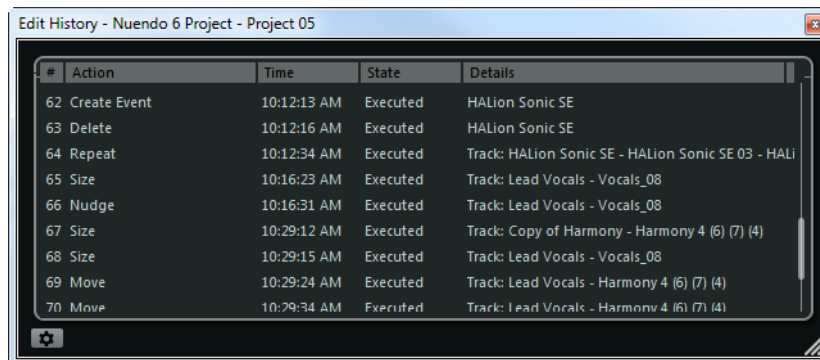 Edit History - Nuendo 6 Project - Project 05
# Action Time State Details
62 Create Event 10:12:13 AM Executed HALion Sonic SE
63 Delete 10:12:16 AM Executed HALion Sonic SE
64 Repeat 10:12:34 AM Executed Track: HALion Sonic SE - HALion Sonic SE 03 - HALi
65 Size 10:16:23 AM Executed Track: Lead Vocals - Vocals_08
66 Nudge 10:16:31 AM Executed Track: Lead Vocals - Vocals_08
67 Size 10:29:12 AM Executed Track: Copy of Harmony - Harmony 4 (6) (7) (4)
68 Size 10:29:15 AM Executed Track: Lead Vocals - Vocals_08
69 Move 10:29:24 AM Executed Track: Lead Vocals - Harmony 4 (6) (7) (4)
70 Move 10:29:34 AM Executed Track: Lead Vocals - Harmony 4 (6) (7) (4)